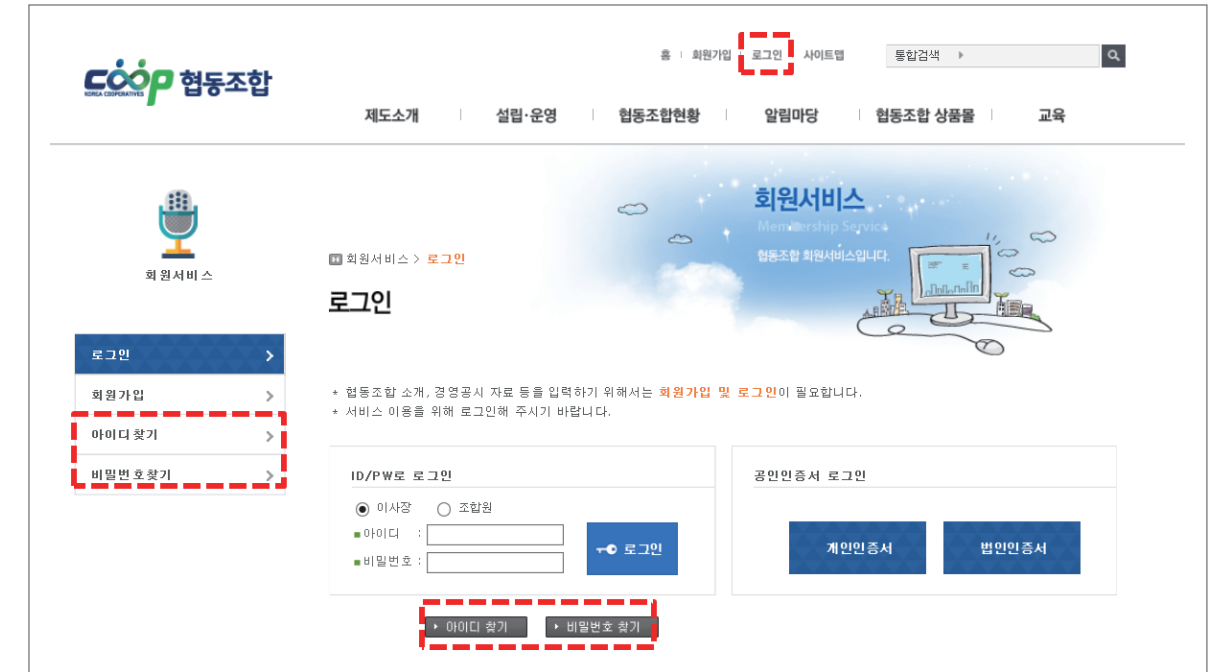 홈 회원가입 로그인 사이트맵 통합검색
COOP 협동조합
KOREA COOPERATIVES
제도소개 설립·운영 협동조합현황 알림마당 협동조합 상품몰 교육
회원서비스
Membership Service
협동조합 회원서비스입니다.
회원서비스
회원서비스 > 로그인
로그인
로그인
회원가입
아이디 찾기
비밀번호찾기
* 협동조합 소개, 경영공시 자료 등을 입력하기 위해서는 회원가입 및 로그인이 필요합니다.
* 서비스 이용을 위해 로그인해 주시기 바랍니다.
ID/PW로 로그인
이사장 조합원
아이디 :
비밀번호 :
로그인
공인인증서 로그인
개인인증서 법인인증서
아이디 찾기 비밀번호 찾기